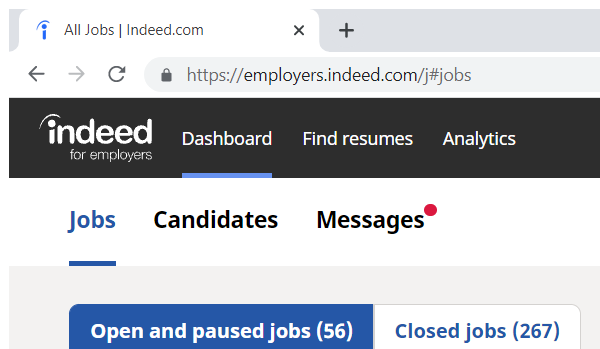 All Jobs | Indeed.com
https://employers.indeed.com/j#jobs
indeed
for employers
Dashboard Find resumes Analytics
Jobs Candidates Messages
Open and paused jobs (56) Closed jobs (267)